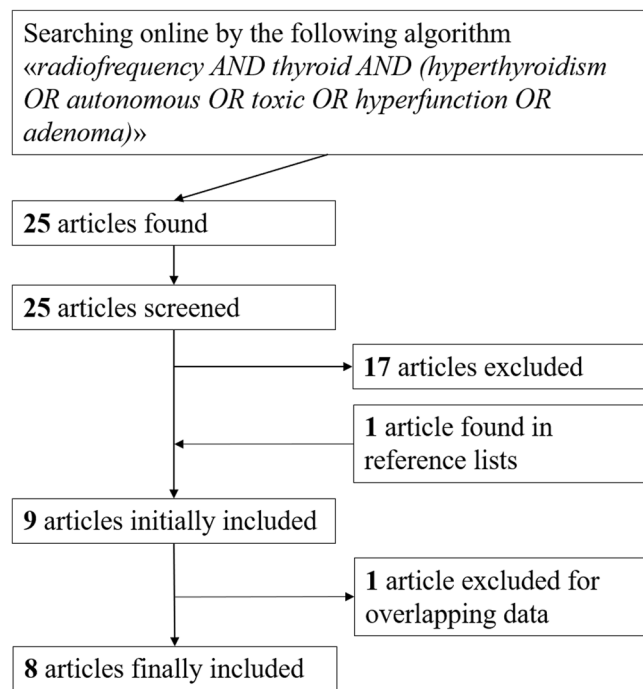 Searching online by the following algorithm
«radiofrequency AND thyroid AND (hyperthyroidism
OR autonomous OR toxic OR hyperfunction OR
adenoma)»
25 articles found
25 articles screened
17 articles excluded
1 article found in
reference lists
9 articles initially included
1 article excluded for
overlapping data
8 articles finally included